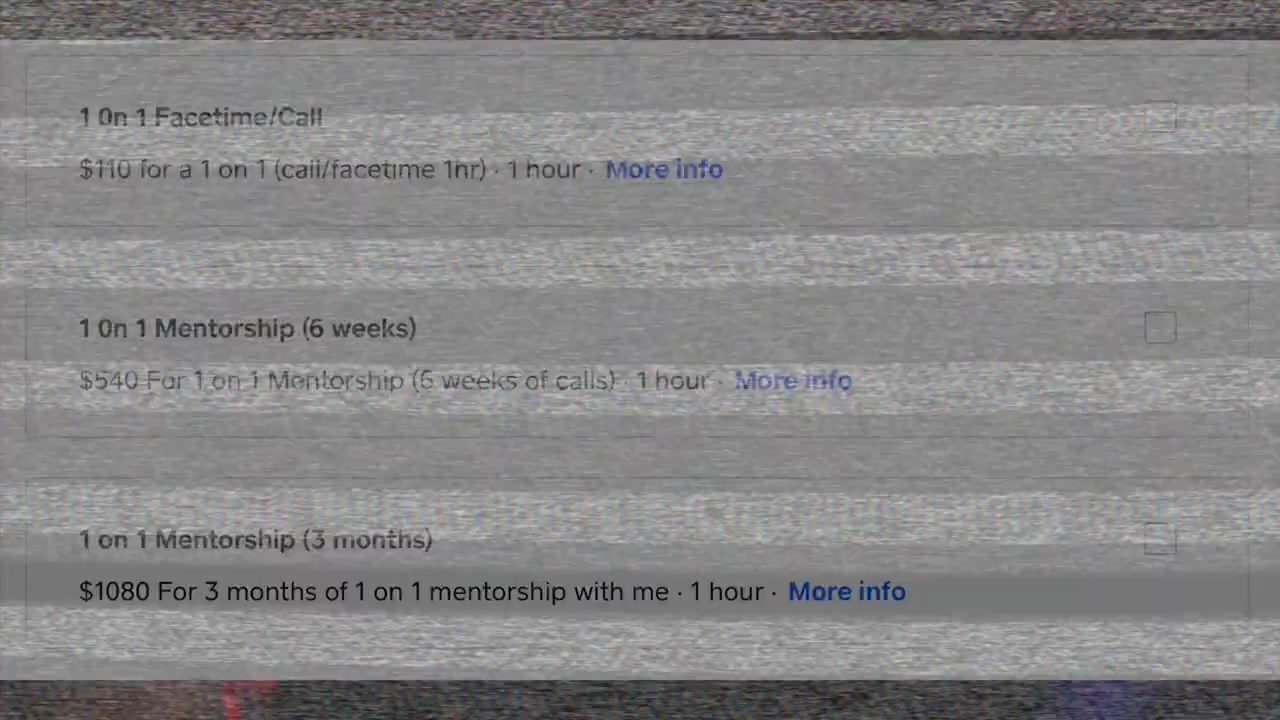 1 On 1 Facetime/Call
$110 for a 1 on 1 (call/facetime 1hr) · 1 hour · More info
1 On 1 Mentorship (6 weeks)
$540 For 1 on 1 Mentorship (6 weeks of calls) · 1 hour · More info
1 on 1 Mentorship (3 months)
$1080 For 3 months of 1 on 1 mentorship with me · 1 hour · More info